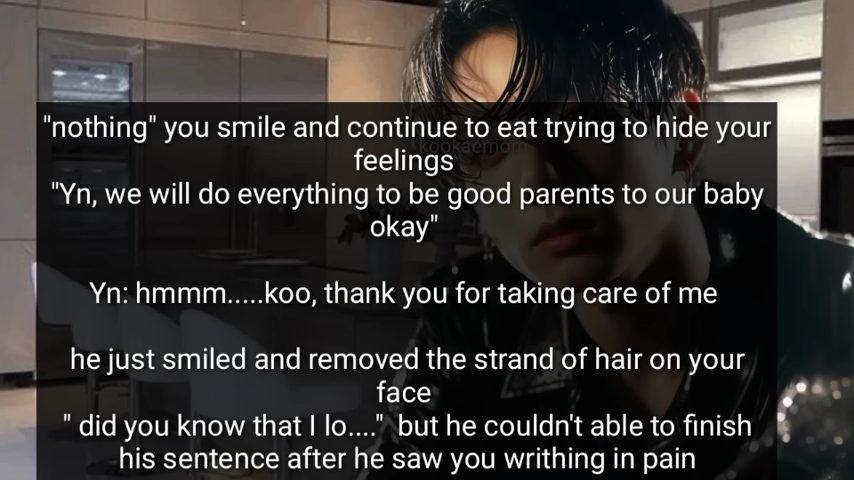 "nothing" you smile and continue to eat trying to hide your
feelings
kookaemom
"Yn, we will do everything to be good parents to our baby
okay"
Yn: hmmm.....koo, thank you for taking care of me
he just smiled and removed the strand of hair on your
face
" did you know that I lo...."  but he couldn't able to finish
his sentence after he saw you writhing in pain